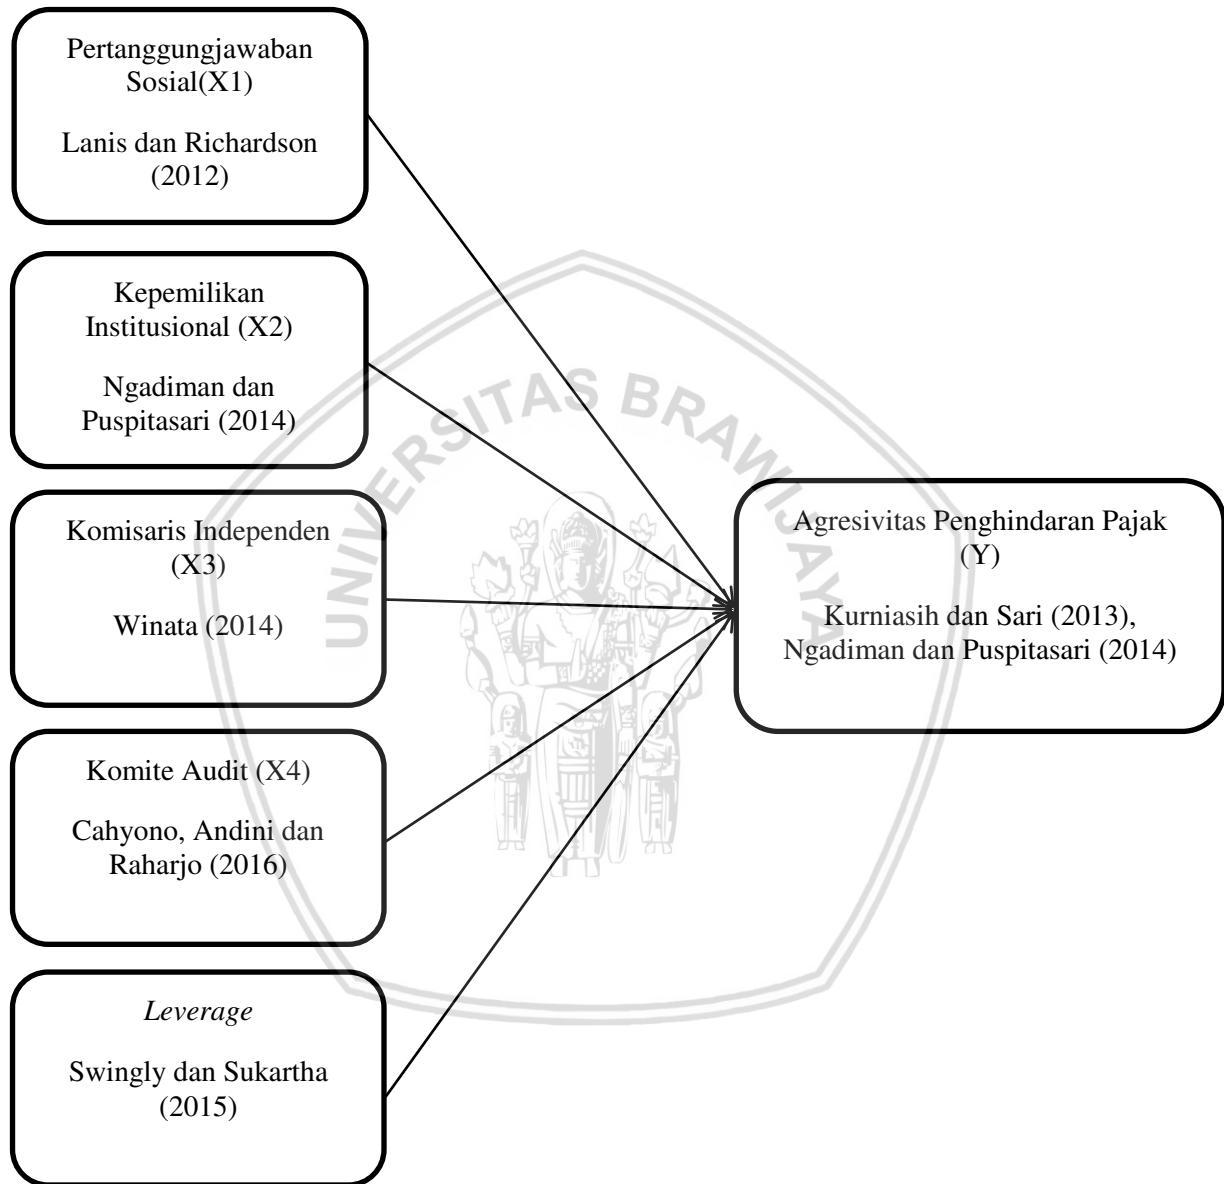 Pertanggungjawaban
Sosial(X1)
Lanis dan Richardson
(2012)
Kepemilikan
Institusional (X2)
Ngadiman dan
Puspitasari (2014)
Komisaris Independen
(X3)
Winata (2014)
Komite Audit (X4)
Cahyono, Andini dan
Raharjo (2016)
Leverage
Swingly dan Sukartha
(2015)
Agresivitas Penghindaran Pajak
(Y)
Kurniasih dan Sari (2013),
Ngadiman dan Puspitasari (2014)
UNIVERSITAS BRAWIJAYA